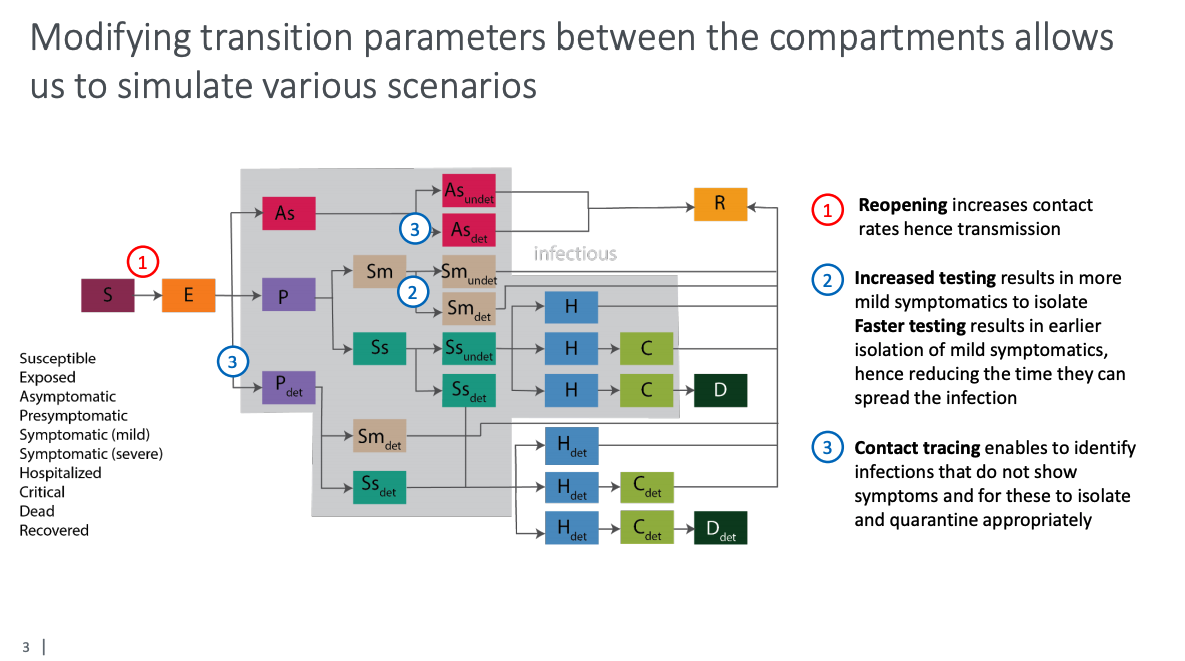 Modifying transition parameters between the compartments allows
us to simulate various scenarios
As
As undet
3
As det
R
infectious
1
S
E
P
Sm
Sm undet
2
Sm det
H
Ss
Ss undet
H
C
3
P det
Ss det
H
C
D
Sm det
H det
Ss det
H det
C det
H det
C det
D det
Susceptible
Exposed
Asymptomatic
Presymptomatic
Symptomatic (mild)
Symptomatic (severe)
Hospitalized
Critical
Dead
Recovered
1 Reopening increases contact
rates hence transmission
2 Increased testing results in more
mild symptomatics to isolate
Faster testing results in earlier
isolation of mild symptomatics,
hence reducing the time they can
spread the infection
3 Contact tracing enables to identify
infections that do not show
symptoms and for these to isolate
and quarantine appropriately
3 |